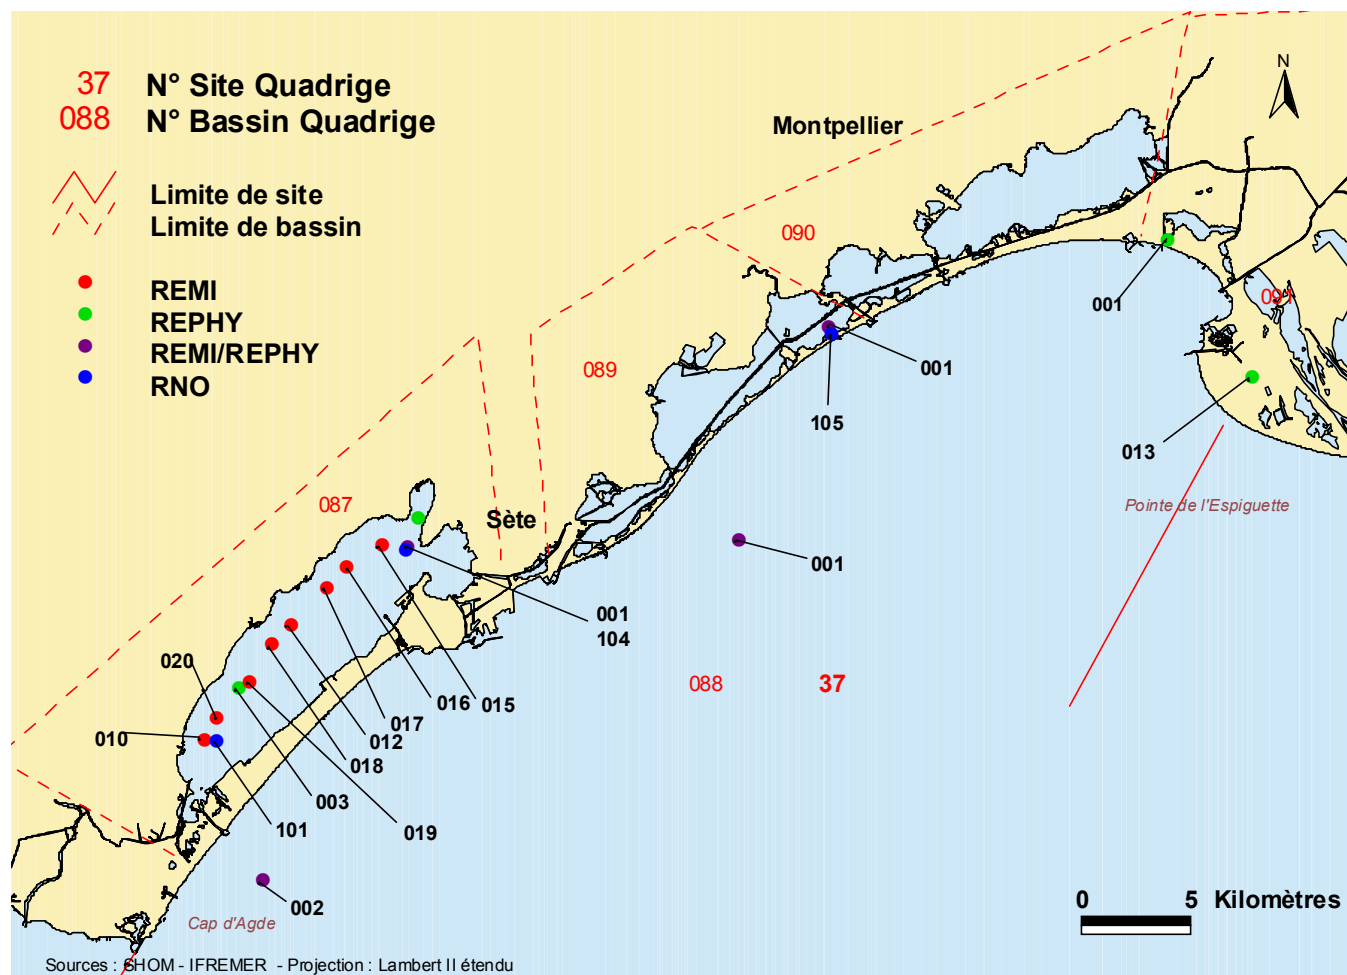 37 N° Site Quadrige
088 N° Bassin Quadrige
Limite de site
Limite de bassin
REMI
REPHY
REMI/REPHY
RNO
N
Montpellier
090
091
001
089
001
105
013
Pointe de l'Espiguette
087
Sète
001
001
104
088
37
020
015
016
017
010
012
018
003
019
101
002
Cap d'Agde
0 5 Kilomètres
Sources : SHOM - IFREMER - Projection : Lambert II étendu